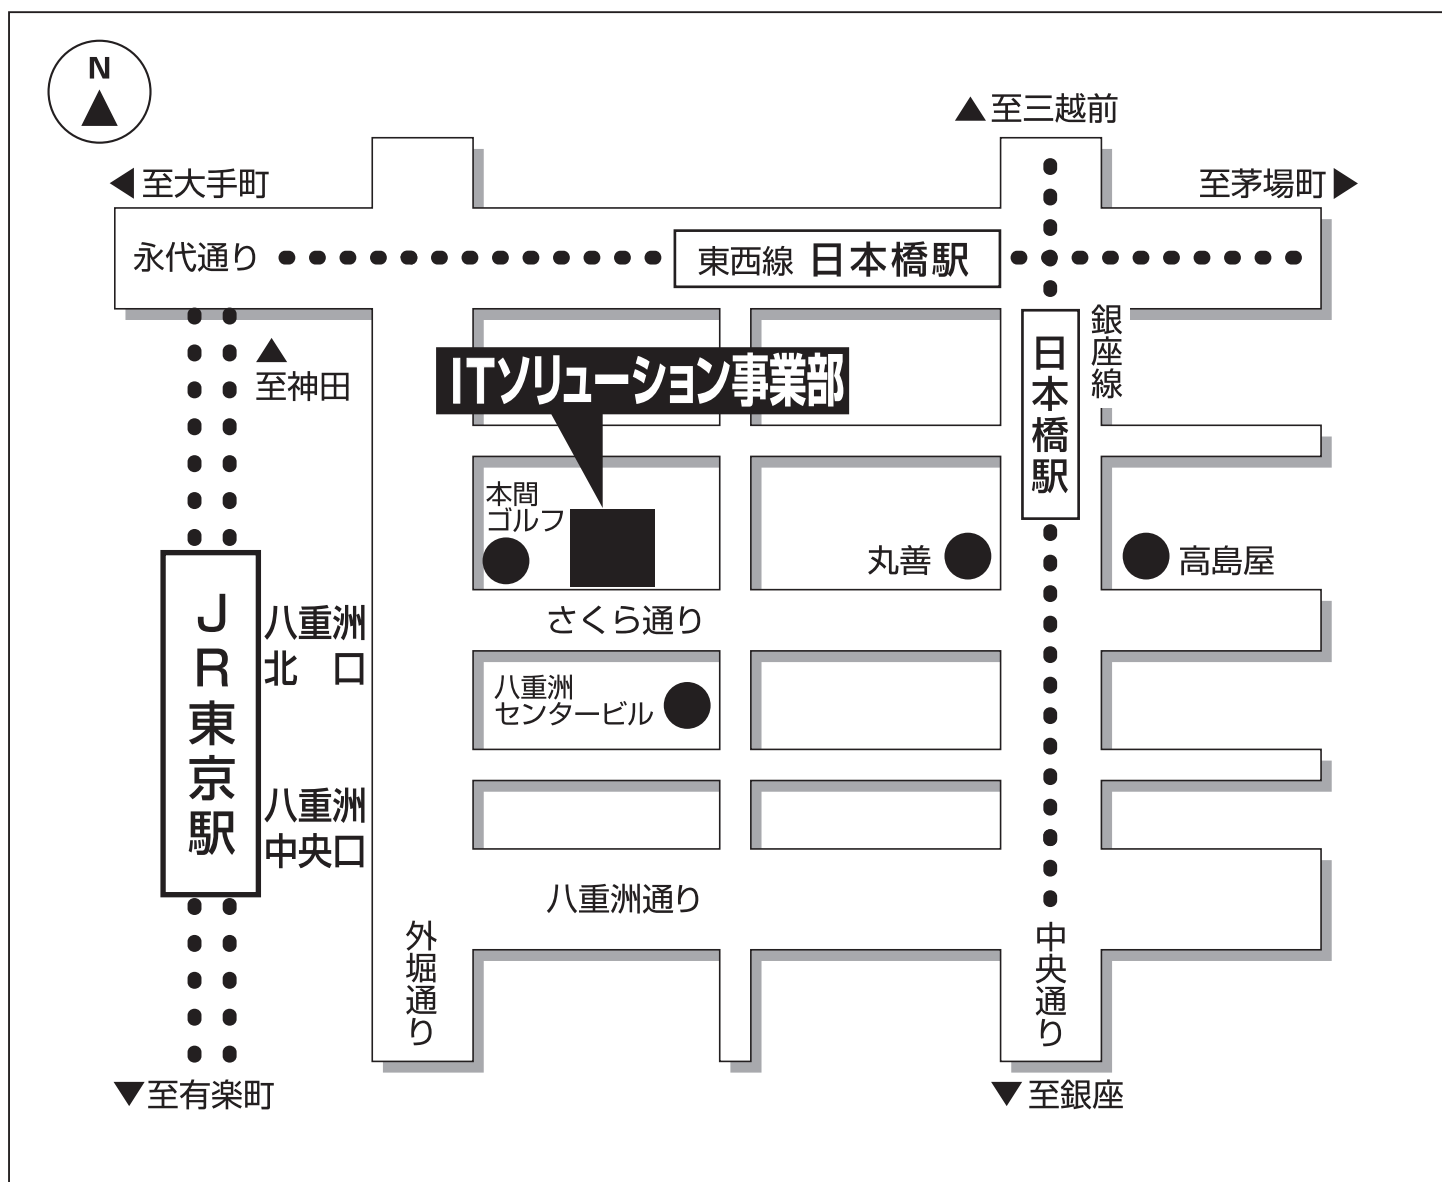 N
至三越前
至大手町
至茅場町
永代通り
東西線 日本橋駅
銀座線
日本橋駅
至神田
ITソリューション事業部
本間
ゴルフ
丸善
高島屋
さくら通り
JR東京駅
八重洲
北 口
八重洲
センタービル
八重洲
中央口
八重洲通り
外堀通り
中央通り
至有楽町
至銀座